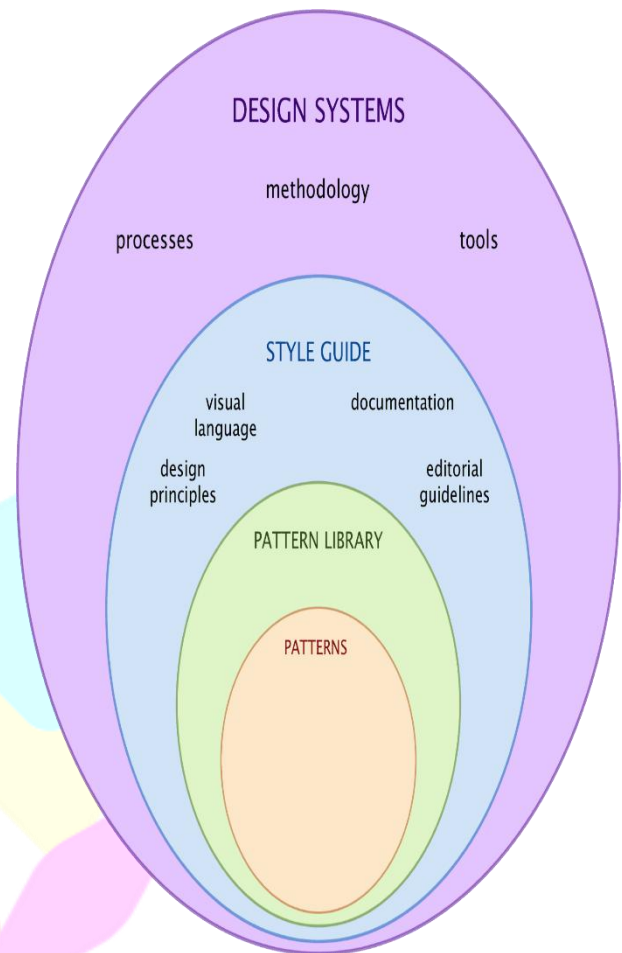 DESIGN SYSTEMS
methodology
processes
tools
STYLE GUIDE
visual
language
documentation
design
principles
editorial
guidelines
PATTERN LIBRARY
PATTERNS